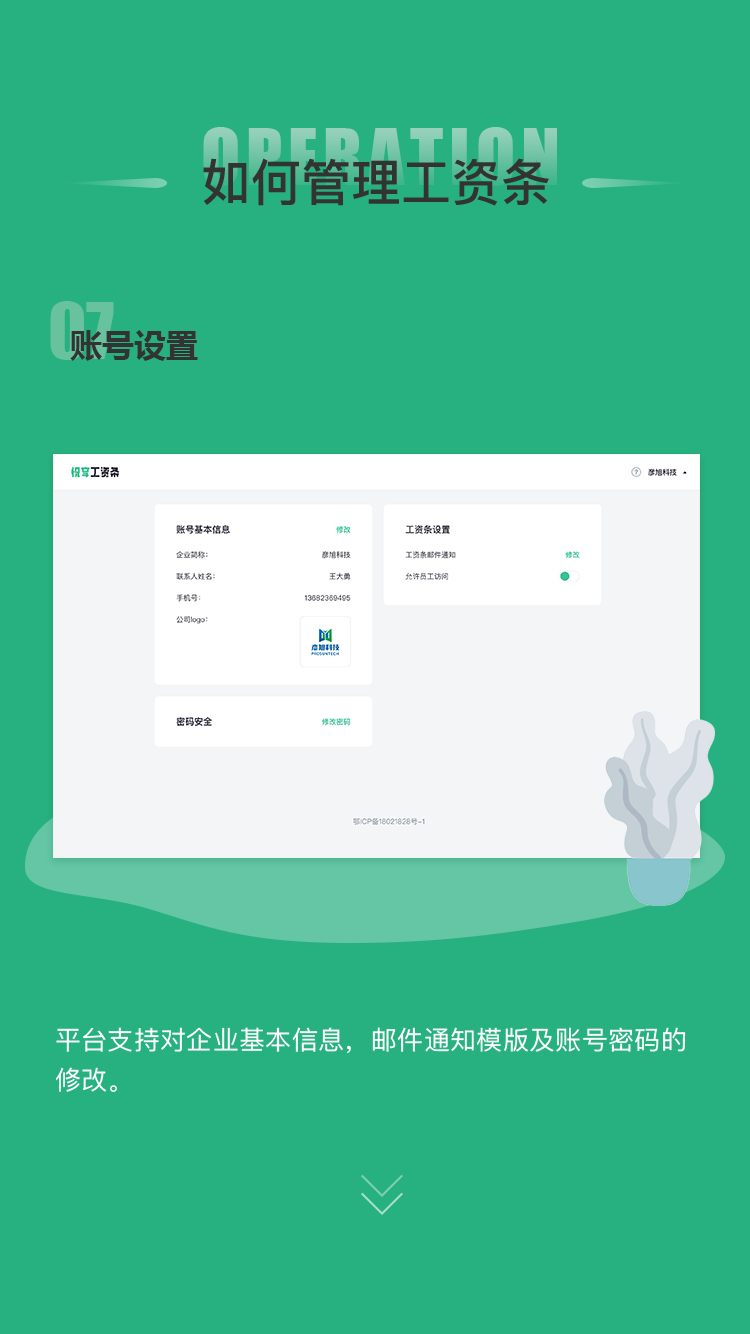 OPERATION
如何管理工资条
07
账号设置
悦享工资条
? 彦旭科技
账号基本信息 修改
企业简称： 彦旭科技
联系人姓名： 王大勇
手机号： 13682369495
公司logo：
彦旭科技
密码安全 修改密码
工资条设置
工资条邮件通知 修改
允许员工访问
鄂ICP备18021828号-1
平台支持对企业基本信息，邮件通知模版及账号密码的
修改。